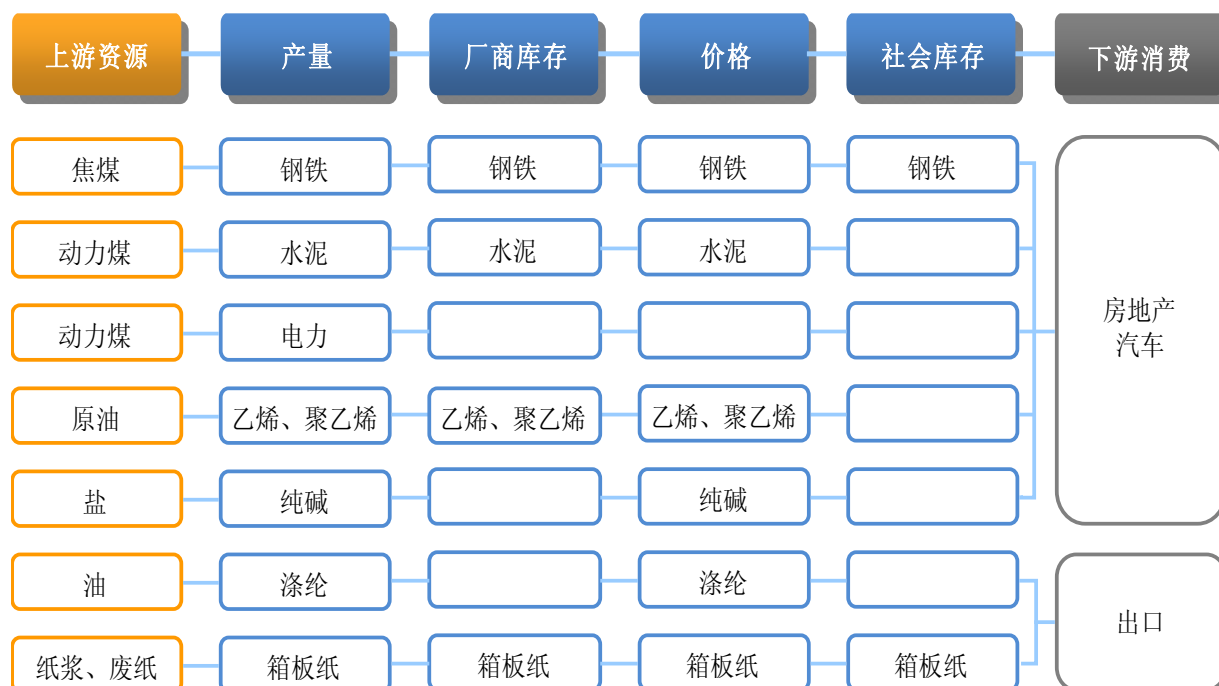 上游资源 产量 厂商库存 价格 社会库存 下游消费
焦煤 钢铁 钢铁 钢铁 钢铁
动力煤 水泥 水泥 水泥
动力煤 电力
房地产
汽车
原油 乙烯、聚乙烯 乙烯、聚乙烯 乙烯、聚乙烯
盐 纯碱 纯碱
油 涤纶 涤纶
出口
纸浆、废纸 箱板纸 箱板纸 箱板纸 箱板纸